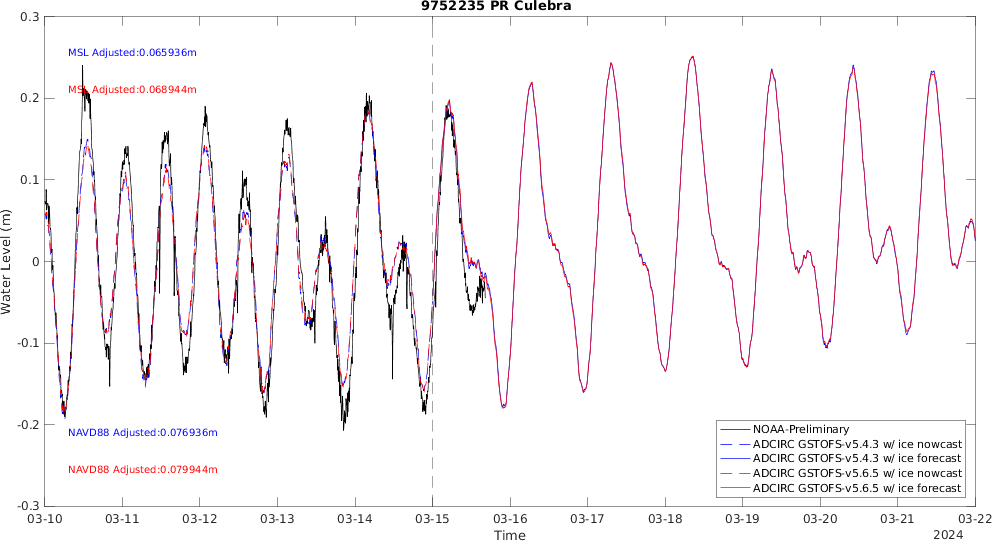 9752235 PR Culebra
0.3
0.2
0.1
0
-0.1
-0.2
-0.3
Water Level (m)
MSL Adjusted:0.065936m
MSL Adjusted:0.068944m
NAVD88 Adjusted:0.076936m
NAVD88 Adjusted:0.079944m
NOAA-Preliminary
ADCIRC GSTOFS-v5.4.3 w/ ice nowcast
ADCIRC GSTOFS-v5.4.3 w/ ice forecast
ADCIRC GSTOFS-v5.6.5 w/ ice nowcast
ADCIRC GSTOFS-v5.6.5 w/ ice forecast
03-10 03-11 03-12 03-13 03-14 03-15 03-16 03-17 03-18 03-19 03-20 03-21 03-22
Time
2024